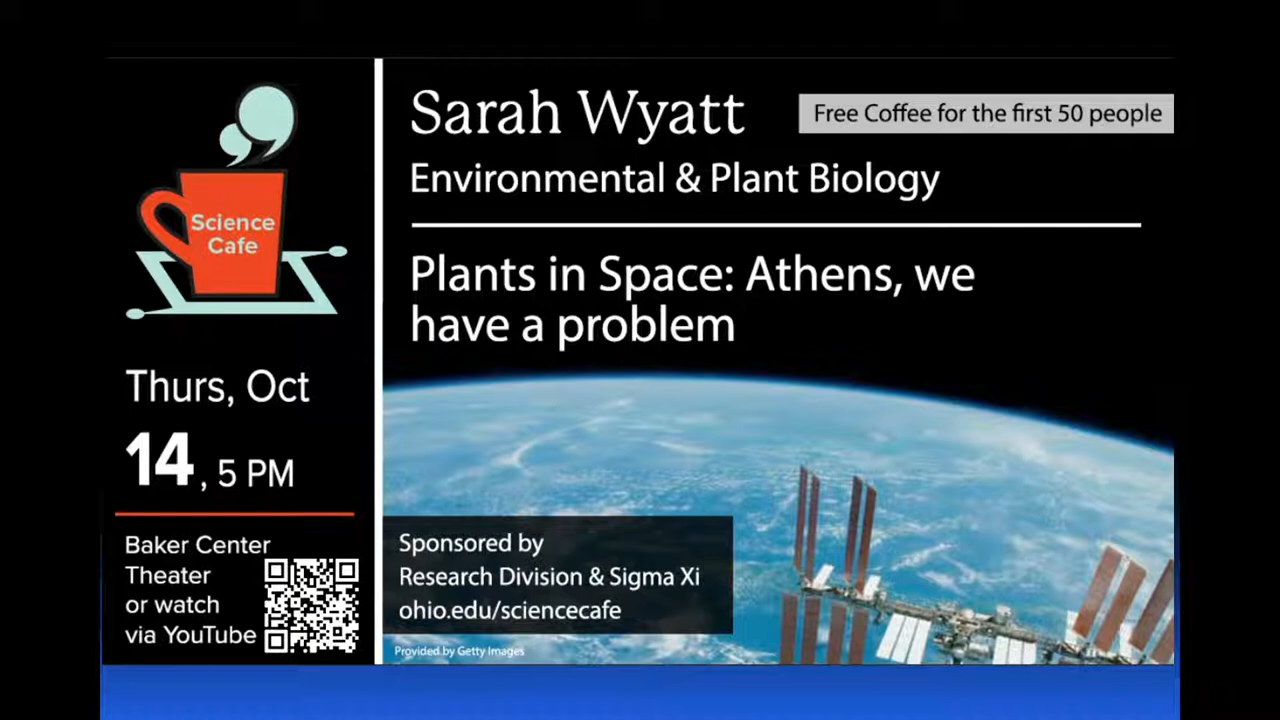 Science
Cafe
Thurs, Oct
14, 5 PM
Baker Center
Theater
or watch
via YouTube
Sarah Wyatt
Free Coffee for the first 50 people
Environmental & Plant Biology
Plants in Space: Athens, we
have a problem
Sponsored by
Research Division & Sigma Xi
ohio.edu/sciencecafe
Provided by Getty Images